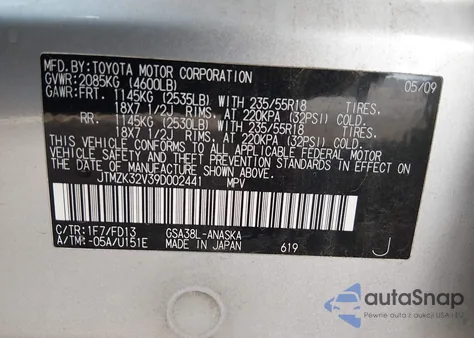 MFD.BY:TOYOTA MOTOR CORPORATION 05/09
GVWR:2085KG (4600LB)
GAWR:FRT. 1145KG (2535LB) WITH 235/55R18 TIRES,
18X7 1/2J RIMS, AT 220KPA (32PSI) COLD
RR. 1145KG (2530LB) WITH 235/55R18 TIRES,
18X7 1/2J RIMS, AT 220KPA (32PSI) COLD
THIS VEHICLE CONFORMS TO ALL APPLICABLE FEDERAL MOTOR
VEHICLE SAFETY AND THEFT PREVENTION STANDARDS IN EFFECT
ON THE DATE OF MANUFACTURE SHOWN ABOVE.
JTMZK32V39D002441 MPV
C/TR:1F7/FD13 GSA38L-ANASKA
A/TM:-05A/U151E MADE IN JAPAN 619 J
autoSnap
Pewne auta z USA i EU